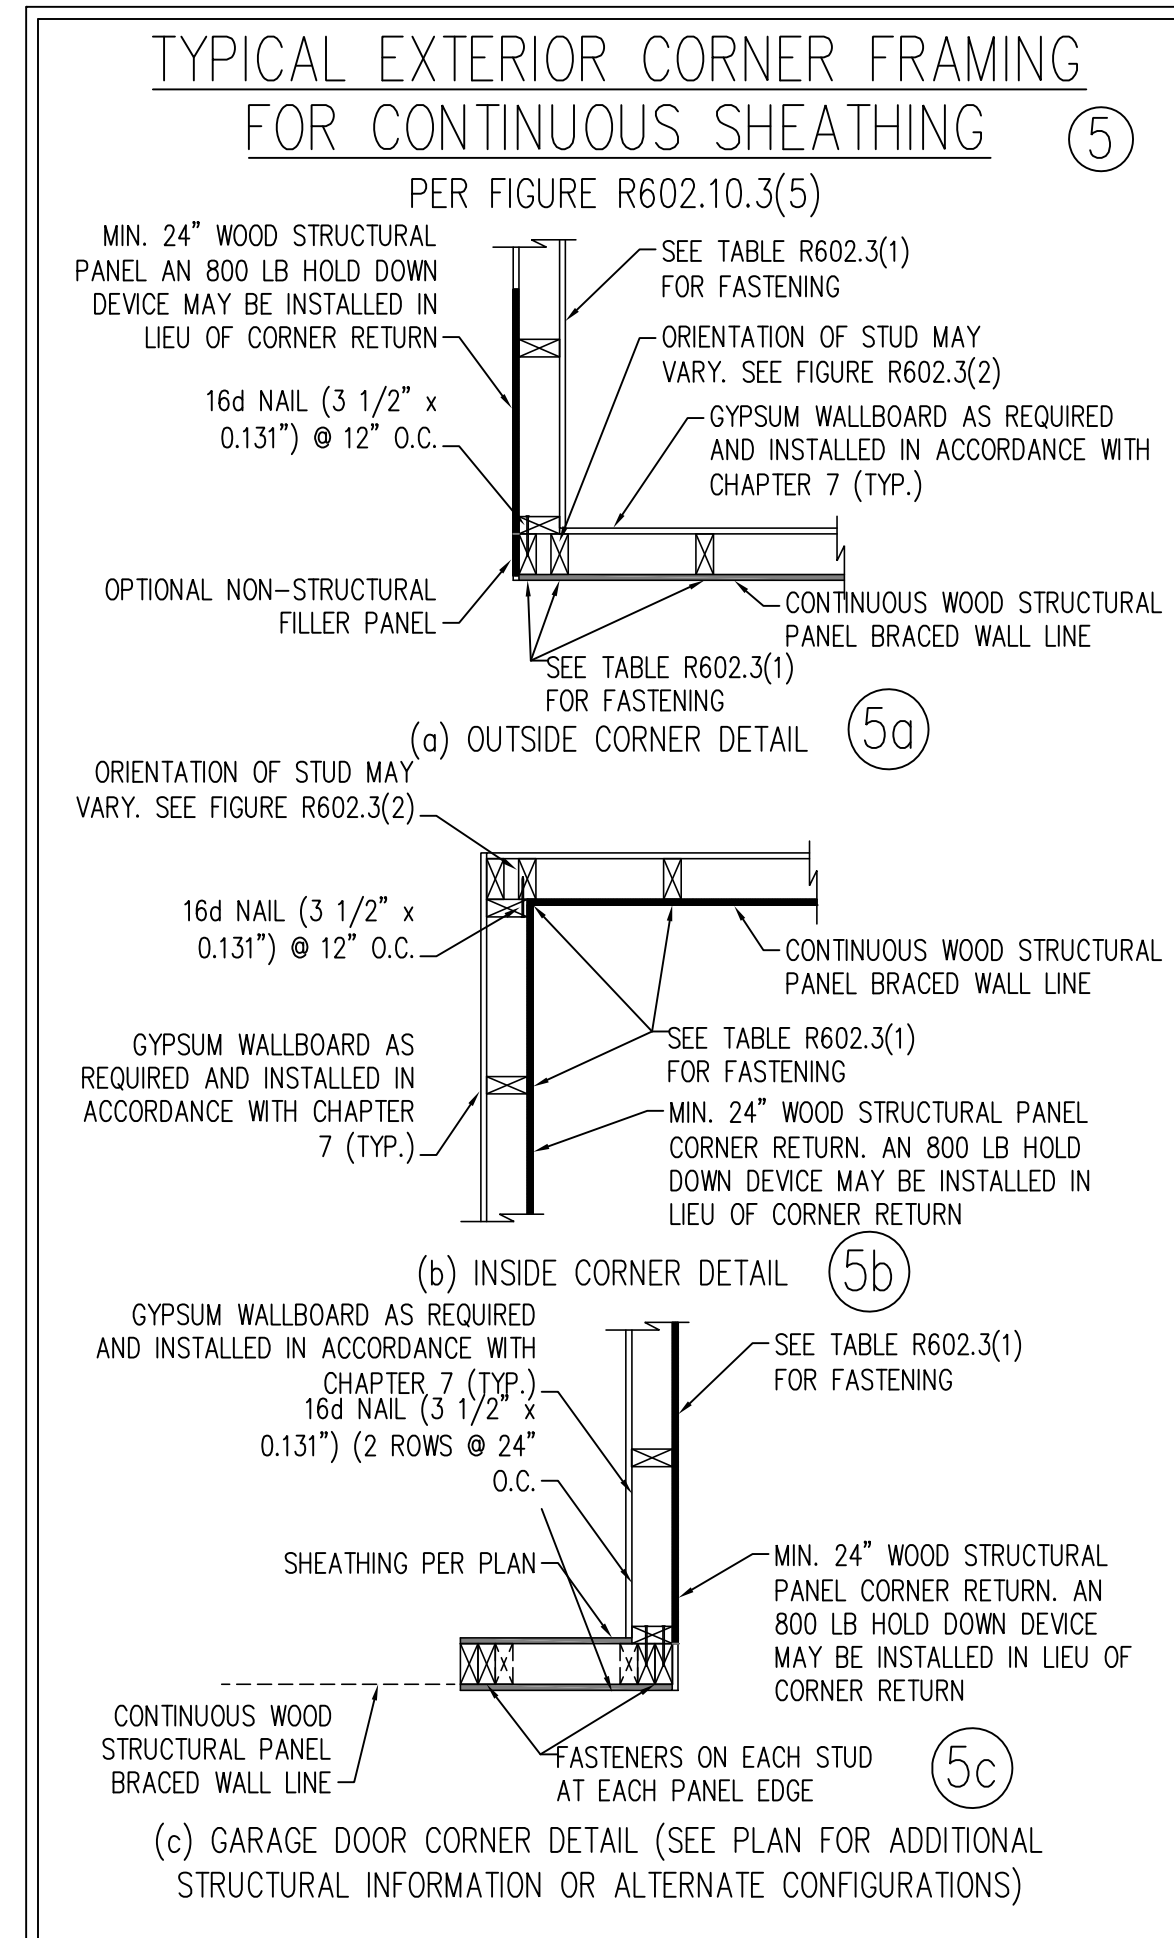 TYPICAL EXTERIOR CORNER FRAMING
FOR CONTINUOUS SHEATHING
5
PER FIGURE R602.10.3(5)
MIN. 24" WOOD STRUCTURAL
PANEL AN 800 LB HOLD DOWN
DEVICE MAY BE INSTALLED IN
LIEU OF CORNER RETURN
16d NAIL (3 1/2" x
0.131") @ 12" O.C.
OPTIONAL NON-STRUCTURAL
FILLER PANEL
SEE TABLE R602.3(1)
FOR FASTENING
ORIENTATION OF STUD MAY
VARY. SEE FIGURE R602.3(2)
GYPSUM WALLBOARD AS REQUIRED
AND INSTALLED IN ACCORDANCE WITH
CHAPTER 7 (TYP.)
CONTINUOUS WOOD STRUCTURAL
PANEL BRACED WALL LINE
SEE TABLE R602.3(1)
FOR FASTENING
(a) OUTSIDE CORNER DETAIL
5a
ORIENTATION OF STUD MAY
VARY. SEE FIGURE R602.3(2)
16d NAIL (3 1/2" x
0.131") @ 12" O.C.
GYPSUM WALLBOARD AS
REQUIRED AND INSTALLED IN
ACCORDANCE WITH CHAPTER
7 (TYP.)
CONTINUOUS WOOD STRUCTURAL
PANEL BRACED WALL LINE
SEE TABLE R602.3(1)
FOR FASTENING
MIN. 24" WOOD STRUCTURAL PANEL
CORNER RETURN. AN 800 LB HOLD
DOWN DEVICE MAY BE INSTALLED IN
LIEU OF CORNER RETURN
(b) INSIDE CORNER DETAIL
5b
GYPSUM WALLBOARD AS REQUIRED
AND INSTALLED IN ACCORDANCE WITH
CHAPTER 7 (TYP.)
16d NAIL (3 1/2" x
0.131") (2 ROWS @ 24"
O.C.
SHEATHING PER PLAN
CONTINUOUS WOOD
STRUCTURAL PANEL
BRACED WALL LINE
SEE TABLE R602.3(1)
FOR FASTENING
MIN. 24" WOOD STRUCTURAL
PANEL CORNER RETURN. AN
800 LB HOLD DOWN DEVICE
MAY BE INSTALLED IN LIEU OF
CORNER RETURN
FASTENERS ON EACH STUD
AT EACH PANEL EDGE
5c
(c) GARAGE DOOR CORNER DETAIL (SEE PLAN FOR ADDITIONAL
STRUCTURAL INFORMATION OR ALTERNATE CONFIGURATIONS)